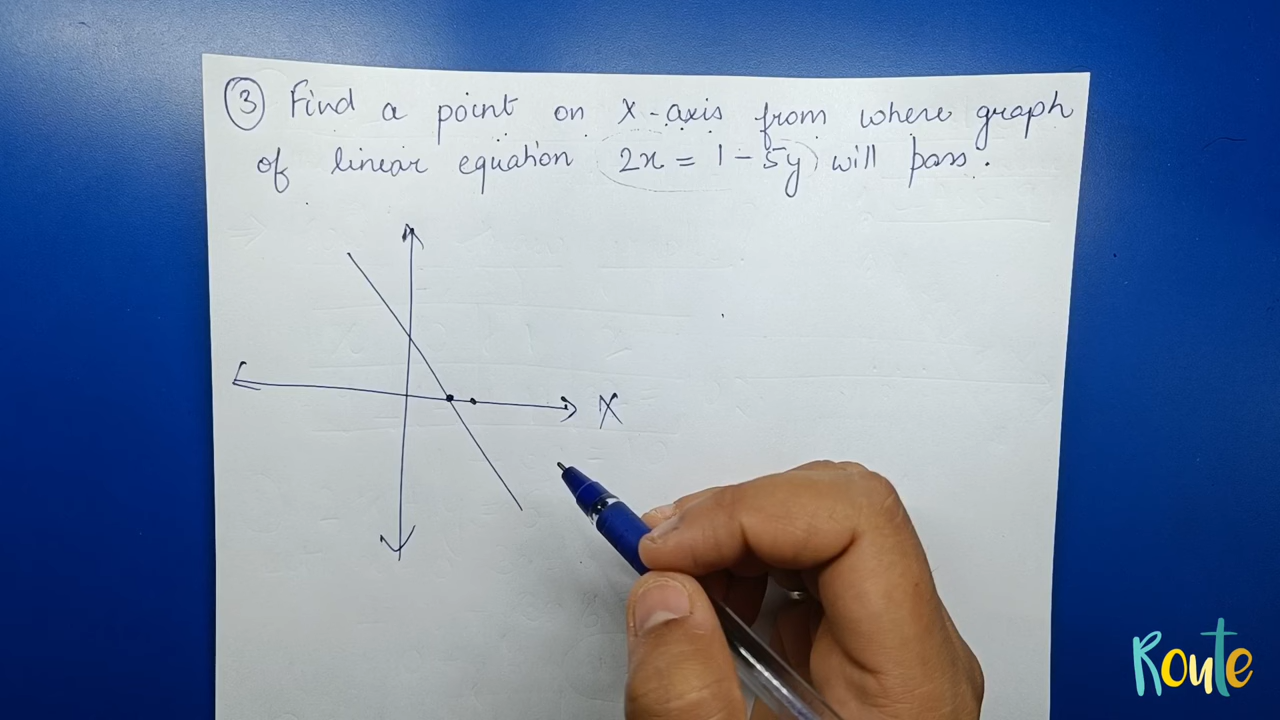 ③ Find a point on x-axis from where graph
of linear equation 2x = 1 - 5y will pass.
X
Route